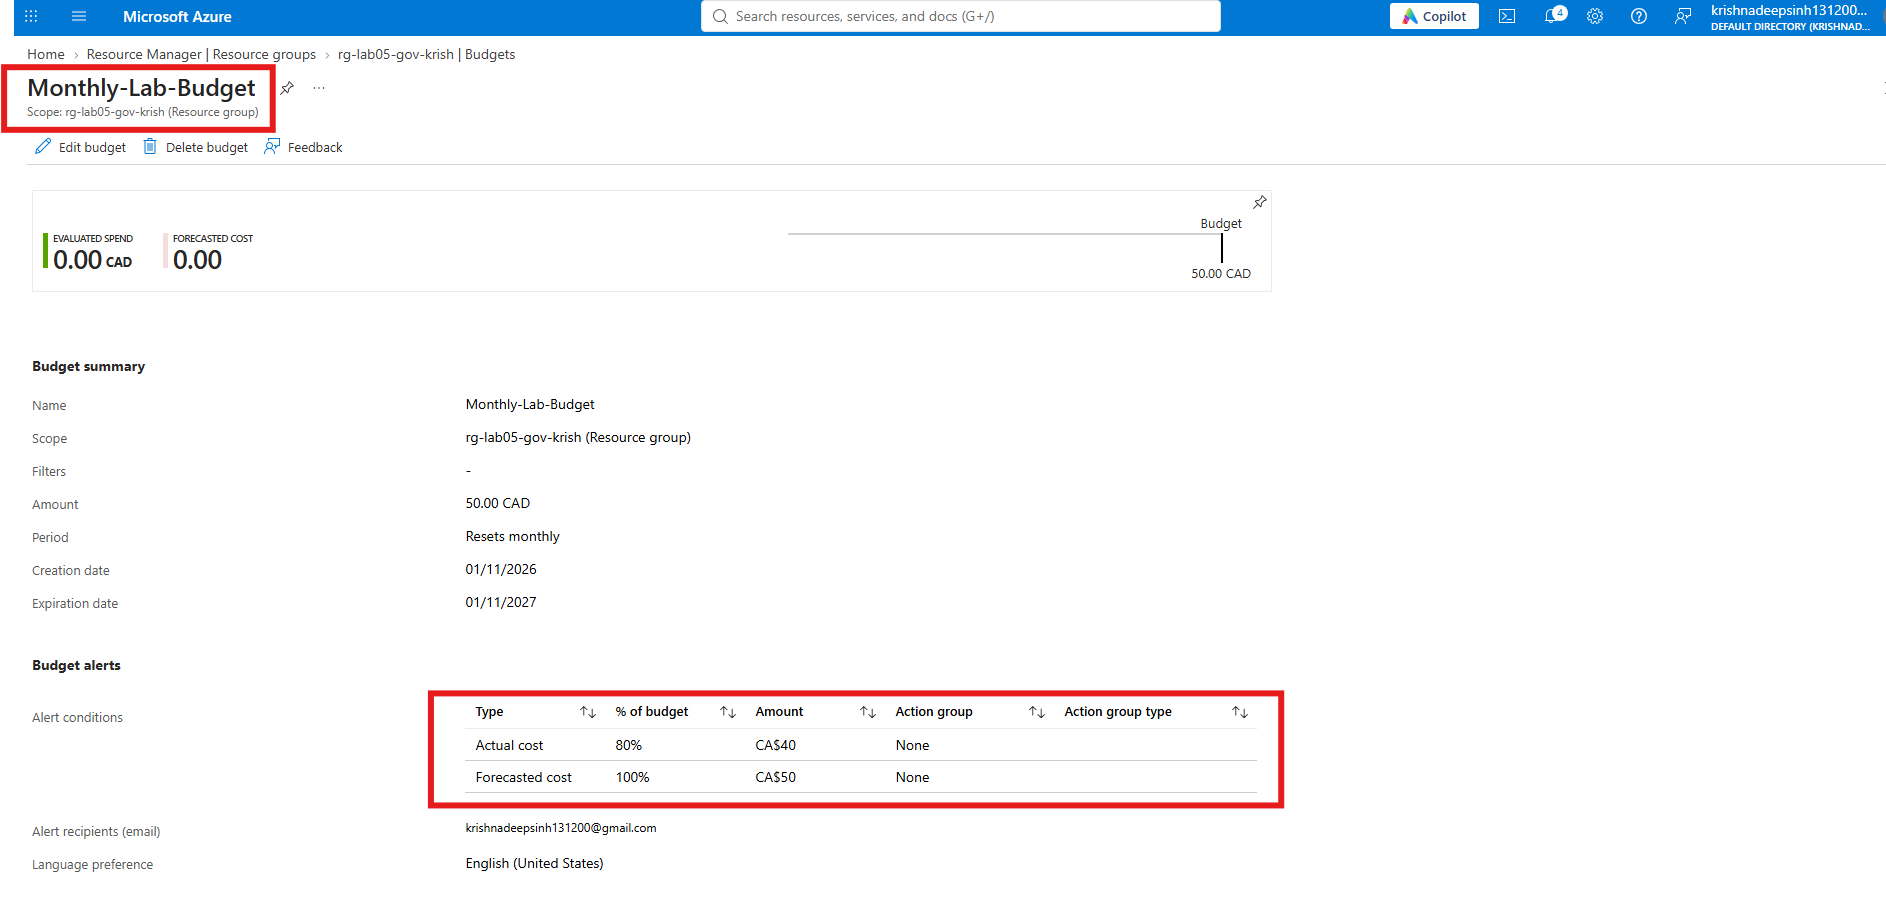 Microsoft Azure
Search resources, services, and docs (G+/)
Copilot
4
krishnadeepsinh131200...
DEFAULT DIRECTORY (KRISHNAD...
Home > Resource Manager | Resource groups > rg-lab05-gov-krish | Budgets
Monthly-Lab-Budget
...
Scope: rg-lab05-gov-krish (Resource group)
Edit budget Delete budget Feedback
Budget
EVALUATED SPEND FORECASTED COST
0.00 CAD 0.00
50.00 CAD
Budget summary
Name Monthly-Lab-Budget
Scope rg-lab05-gov-krish (Resource group)
Filters -
Amount 50.00 CAD
Period Resets monthly
Creation date 01/11/2026
Expiration date 01/11/2027
Budget alerts
Alert conditions
Type % of budget Amount Action group Action group type
Actual cost 80% CA$40 None
Forecasted cost 100% CA$50 None
Alert recipients (email) krishnadeepsinh131200@gmail.com
Language preference English (United States)